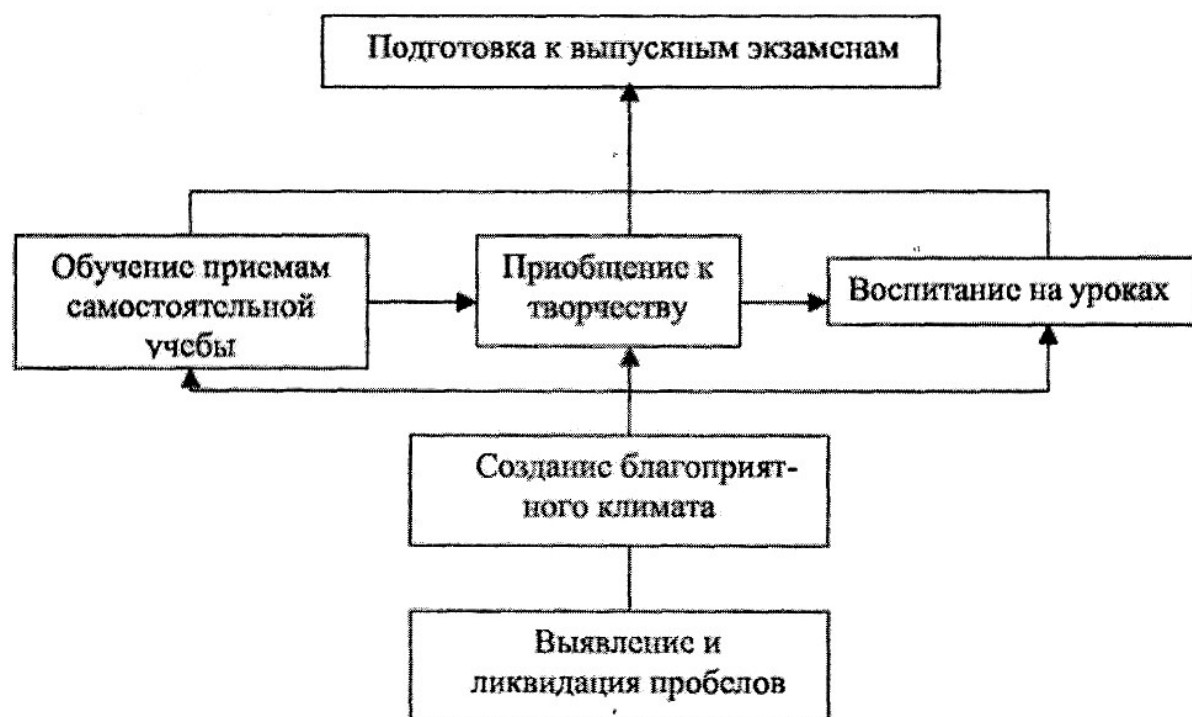 Подготовка к выпускным экзаменам
Обучение приемам
самостоятельной
учебы
Приобщение к
творчеству
Воспитание на уроках
Создание благоприят-
ного климата
Выявление и
ликвидация пробелов